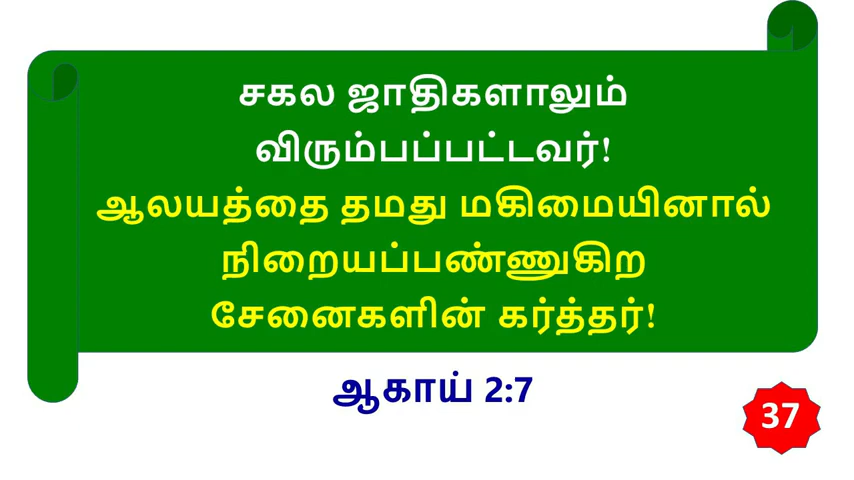 சகல ஜாதிகளாலும்
விரும்பப்பட்டவர்!
ஆலயத்தை தமது மகிமையினால்
நிறையப்பண்ணுகிற
சேனைகளின் கர்த்தர்!
ஆகாய் 2:7
37